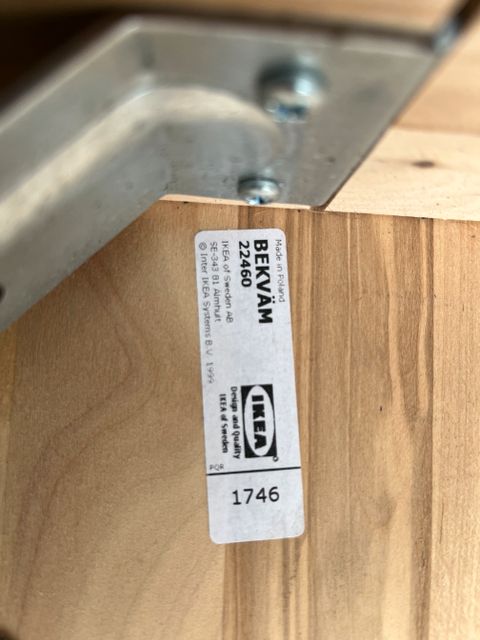 Made in Poland
BEKVÄM
22460
IKEA of Sweden AB
SE-343 81 Älmhult
© Inter IKEA Systems B.V. 1999
IKEA®
Design and Quality
IKEA of Sweden
1746